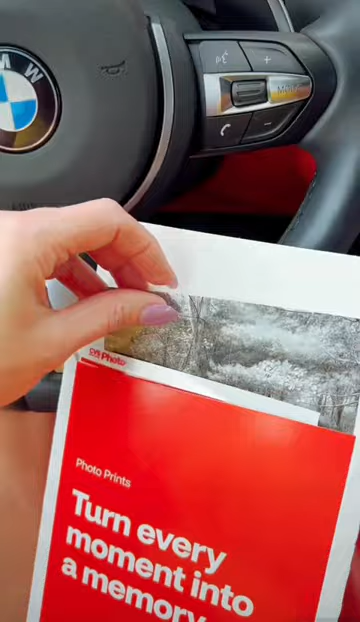 BMW
+
MODE
−
Photo
Photo Prints
Turn every
moment into
a memory